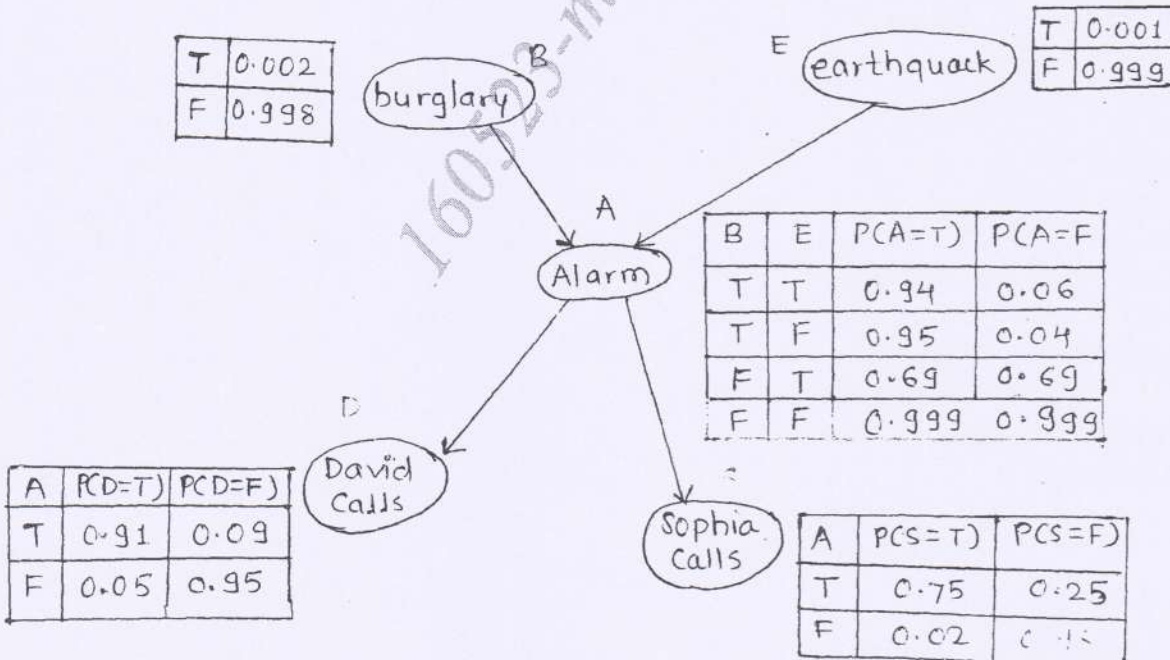 T 0.002
F 0.998
B
burglary
E
earthquack
T 0.001
F 0.999
A
Alarm
B E P(A=T) P(A=F
T T 0.94 0.06
T F 0.95 0.04
F T 0.69 0.69
F F 0.999 0.999
D
David
Calls
A P(D=T) P(D=F)
T 0.91 0.09
F 0.05 0.95
Sophia
Calls
A P(S=T) P(S=F)
T 0.75 0.25
F 0.02
160523-m